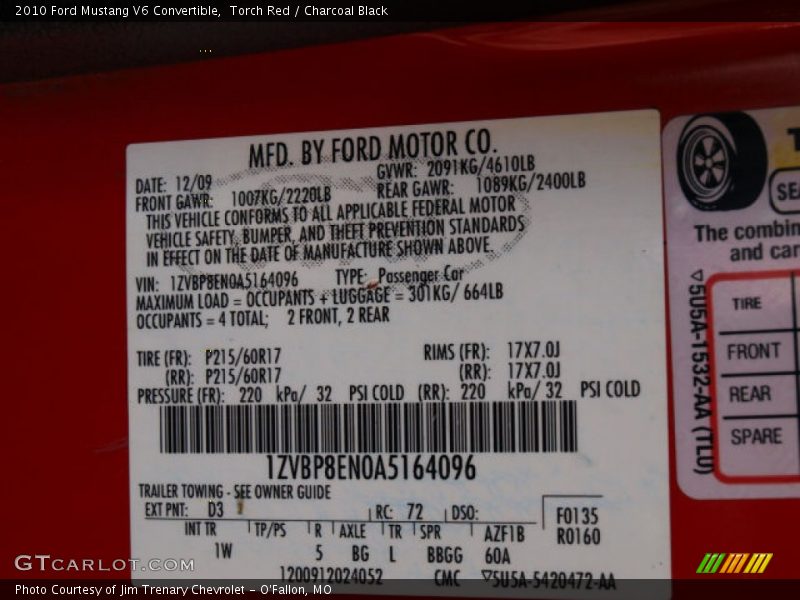 2010 Ford Mustang V6 Convertible,  Torch Red / Charcoal Black
MFD. BY FORD MOTOR CO.
DATE: 12/09
GVWR: 2091KG/4610LB
FRONT GAWR: 1007KG/2220LB
REAR GAWR: 1089KG/2400LB
THIS VEHICLE CONFORMS TO ALL APPLICABLE FEDERAL MOTOR
VEHICLE SAFETY, BUMPER, AND THEFT PREVENTION STANDARDS
IN EFFECT ON THE DATE OF MANUFACTURE SHOWN ABOVE.
VIN: 1ZVBP8EN0A5164096 TYPE: Passenger Car
MAXIMUM LOAD = OCCUPANTS + LUGGAGE = 301KG/ 664LB
OCCUPANTS = 4 TOTAL; 2 FRONT, 2 REAR
TIRE (FR): P215/60R17 RIMS (FR): 17X7.0J
(RR): P215/60R17 (RR): 17X7.0J
PRESSURE (FR): 220 kPa/ 32 PSI COLD (RR): 220 kPa/ 32 PSI COLD
1ZVBP8EN0A5164096
TRAILER TOWING - SEE OWNER GUIDE
EXT PNT: D3 RC: 72 DSO:
F0135
R0160
INT TR TP/PS R AXLE TR SPR AZF1B
1W 5 BG L BBGG 60A
1200912024052 CMC ▽5U5A-5420472-AA
SEA
The combin
and car
TIRE
FRONT
REAR
SPARE
▽5U5A-1532-AA (TLU)
GTCARLOT.COM
Photo Courtesy of Jim Trenary Chevrolet - O'Fallon, MO